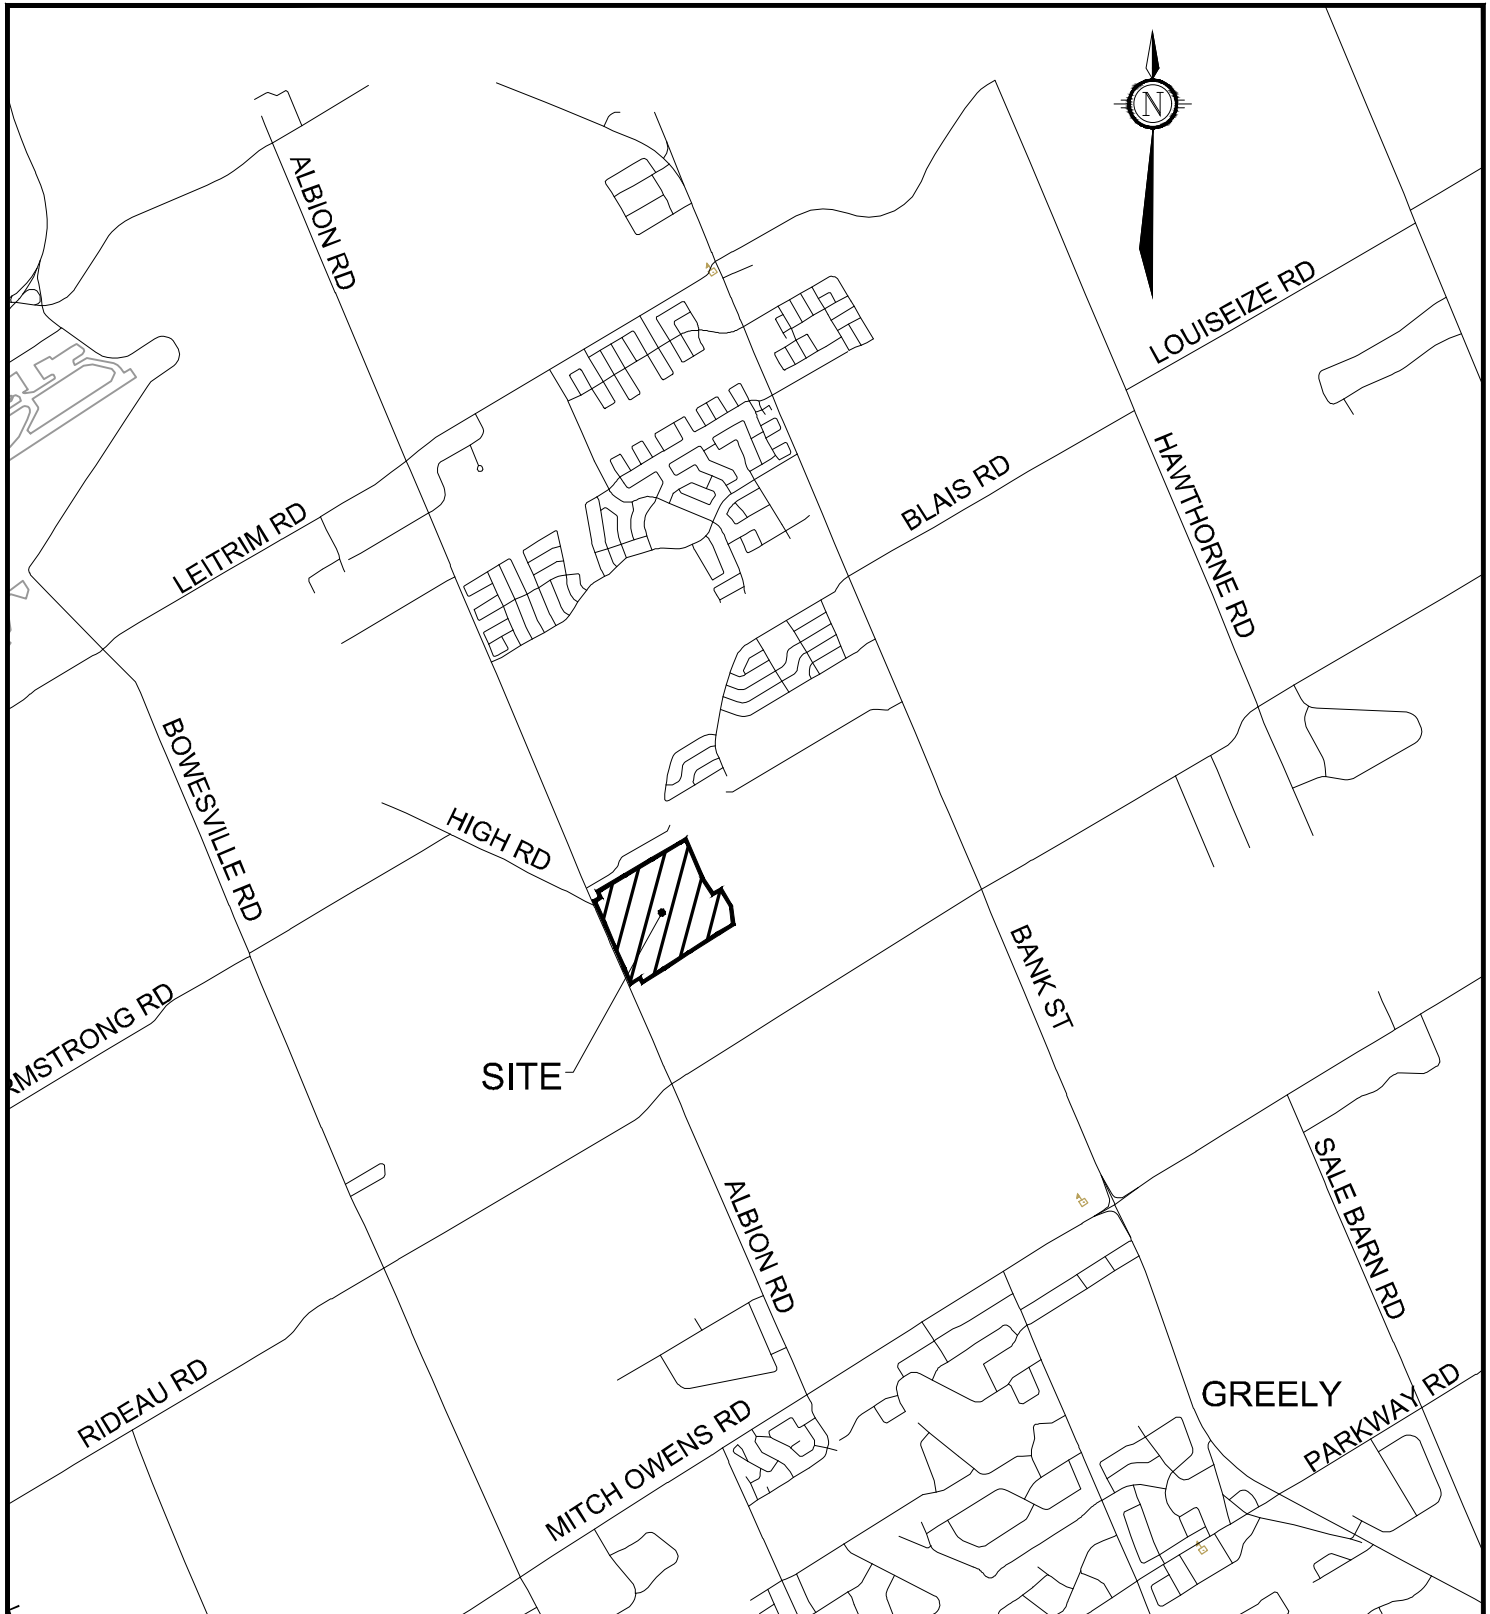 N
ALBION RD
LOUISEIZE RD
BLAIS RD
HAWTHORNE RD
LEITRIM RD
BOWESVILLE RD
HIGH RD
BANK ST
RMSTRONG RD
SITE
SALE BARN RD
ALBION RD
RIDEAU RD
GREELY
PARKWAY RD
MITCH OWENS RD